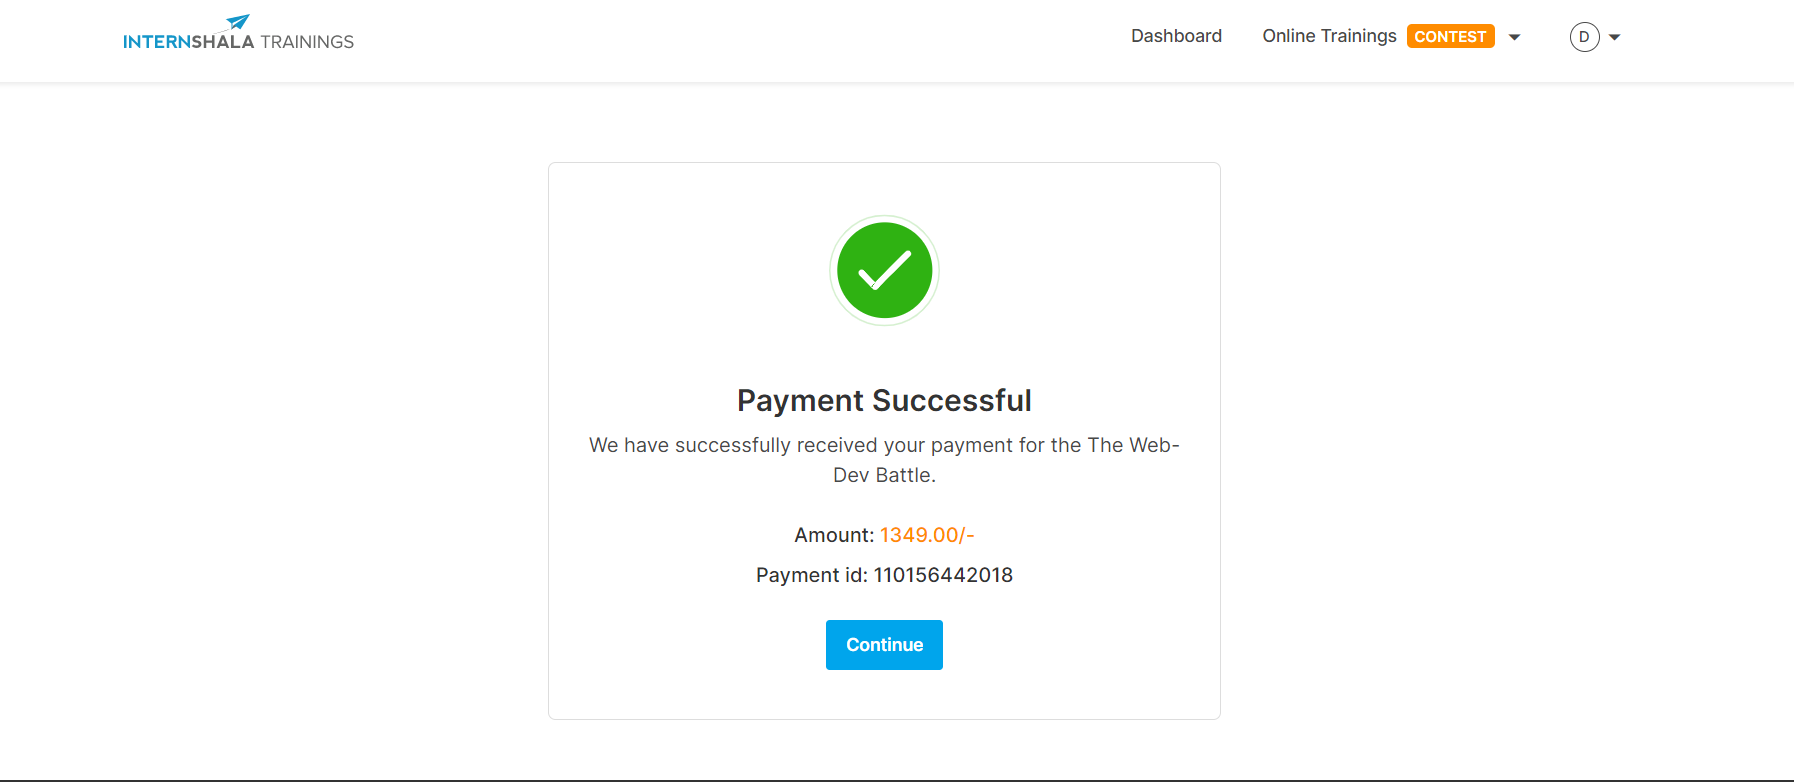 INTERNSHALA TRAININGS
Dashboard
Online Trainings CONTEST
D
Payment Successful
We have successfully received your payment for the The Web-
Dev Battle.
Amount: 1349.00/-
Payment id: 110156442018
Continue